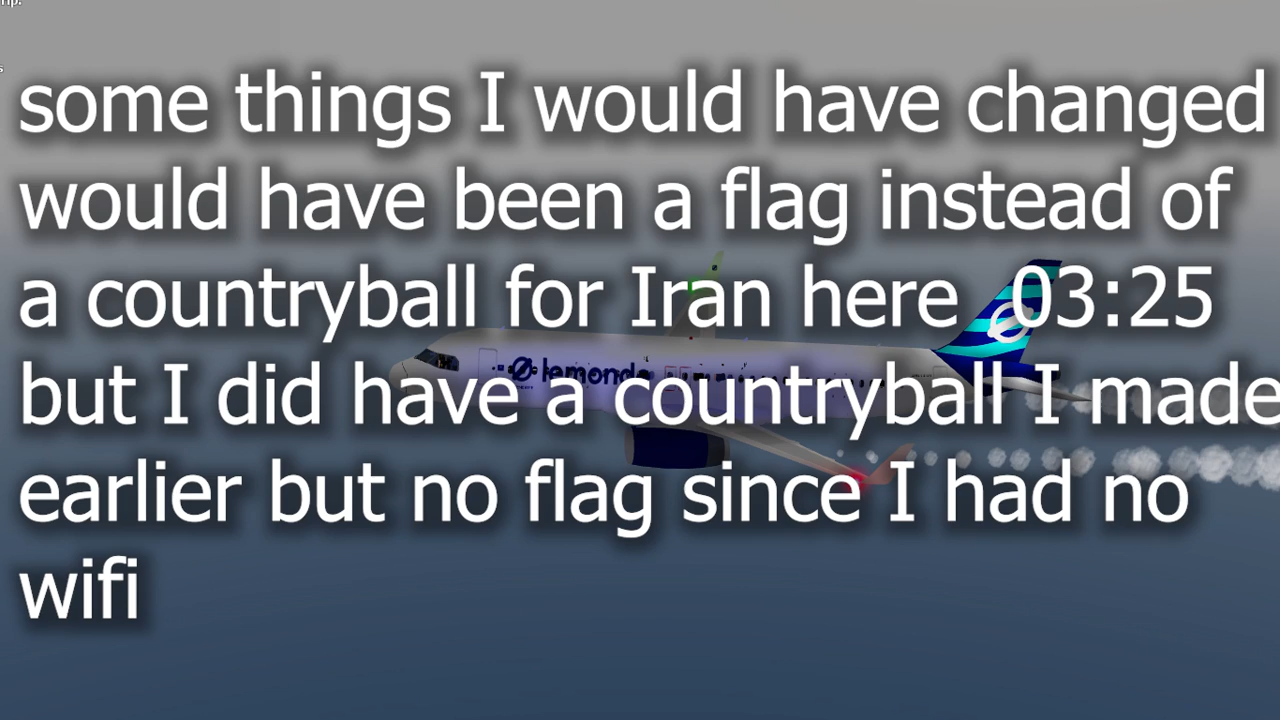 some things I would have changed
would have been a flag instead of
a countryball for Iran here  03:25
but I did have a countryball I made
earlier but no flag since I had no
wifi